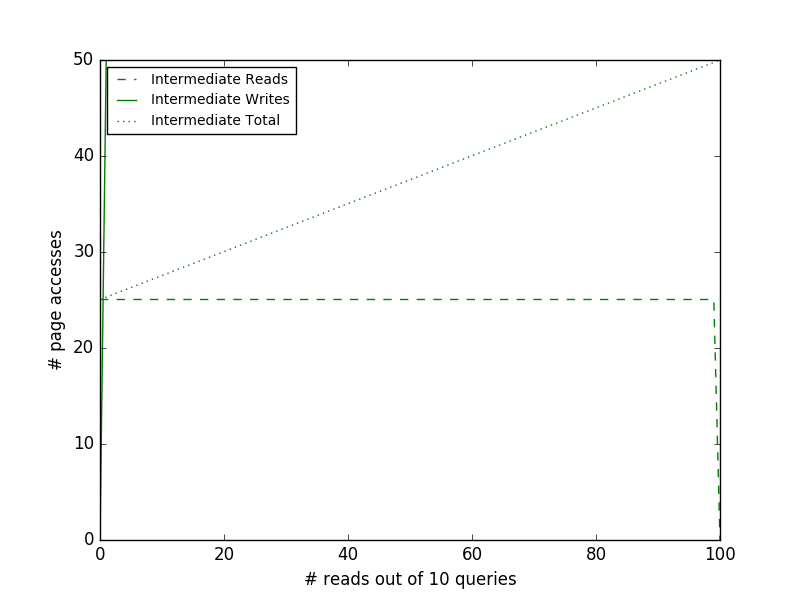 50
40
30
20
10
0
# page accesses
Intermediate Reads
Intermediate Writes
Intermediate Total
0 20 40 60 80 100
# reads out of 10 queries